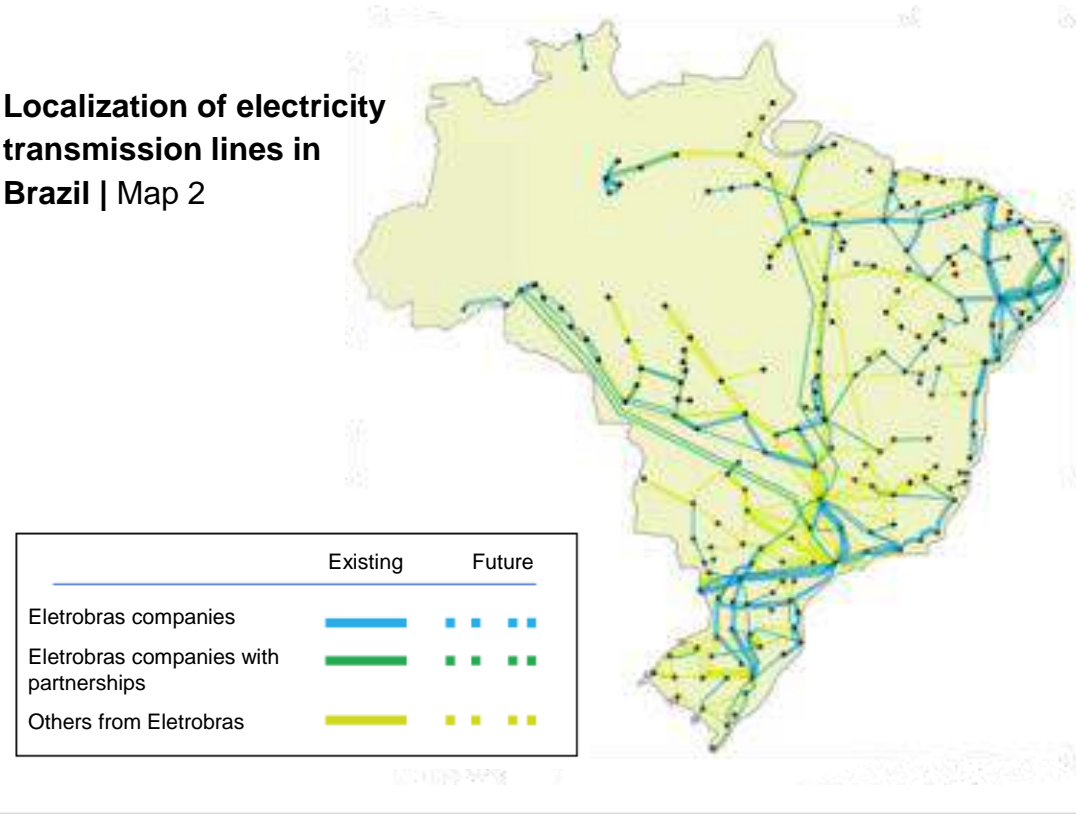 Localization of electricity
transmission lines in
Brazil | Map 2
Existing Future
Eletrobras companies
Eletrobras companies with
partnerships
Others from Eletrobras